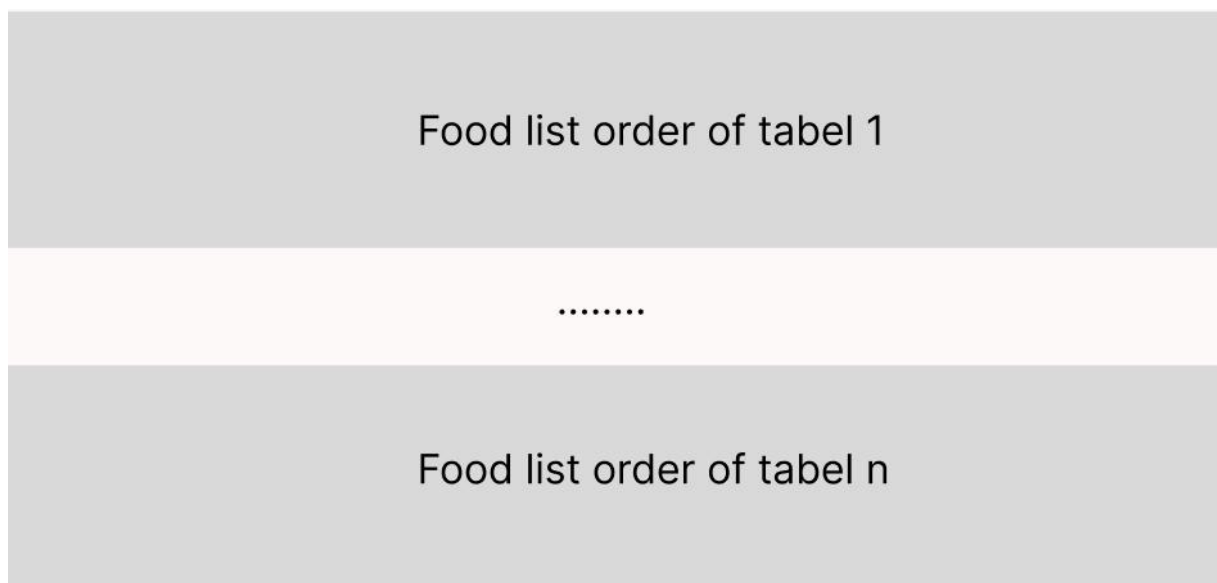 Food list order of tabel 1
........
Food list order of tabel n